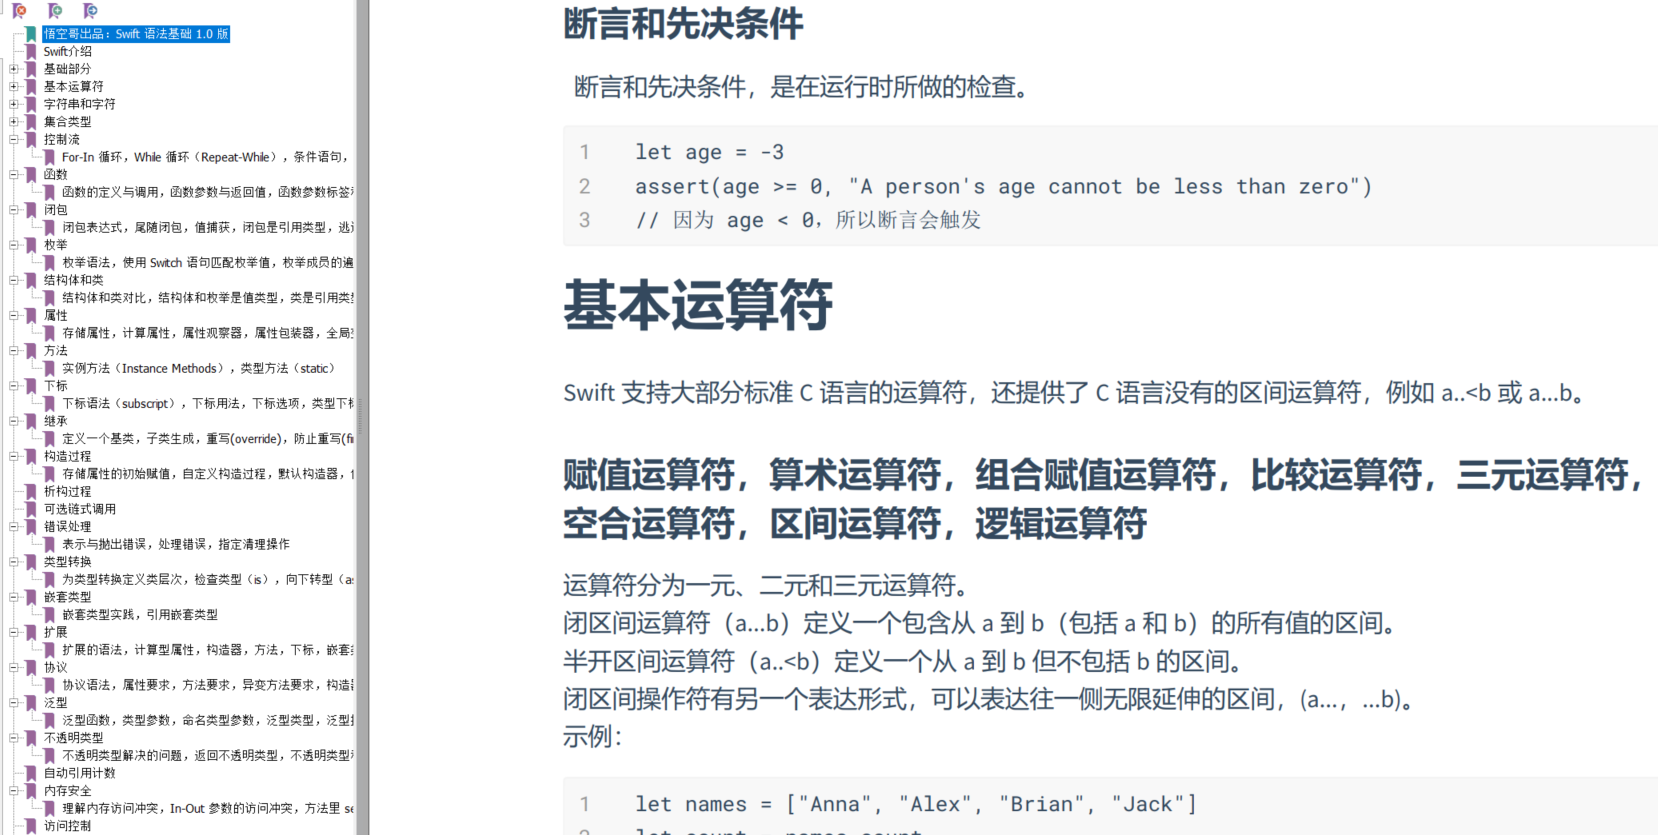 悟空哥出品：Swift 语法基础 1.0 版
Swift介绍
基础部分
基本运算符
字符串和字符
集合类型
控制流
For-In 循环，While 循环（Repeat-While），条件语句，
函数
函数的定义与调用，函数参数与返回值，函数参数标签
闭包
闭包表达式，尾随闭包，值捕获，闭包是引用类型，逃
枚举
枚举语法，使用 Switch 语句匹配枚举值，枚举成员的遍
结构体和类
结构体和类对比，结构体和枚举是值类型，类是引用类
属性
存储属性，计算属性，属性观察器，属性包装器，全局
方法
实例方法（Instance Methods），类型方法（static）
下标
下标语法（subscript），下标用法，下标选项，类型下标
继承
定义一个基类，子类生成，重写(override)，防止重写(fi
构造过程
存储属性的初始赋值，自定义构造过程，默认构造器，
析构过程
可选链式调用
错误处理
表示与抛出错误，处理错误，指定清理操作
类型转换
为类型转换定义类层次，检查类型（is），向下转型（as
嵌套类型
嵌套类型实践，引用嵌套类型
扩展
扩展的语法，计算型属性，构造器，方法，下标，嵌套
协议
协议语法，属性要求，方法要求，异变方法要求，构造
泛型
泛型函数，类型参数，命名类型参数，泛型类型，泛型
不透明类型
不透明类型解决的问题，返回不透明类型，不透明类型
自动引用计数
内存安全
理解内存访问冲突，In-Out 参数的访问冲突，方法里 se
访问控制
断言和先决条件
断言和先决条件，是在运行时所做的检查。
1 let age = -3
2 assert(age >= 0, "A person's age cannot be less than zero")
3 // 因为 age < 0，所以断言会触发
基本运算符
Swift 支持大部分标准 C 语言的运算符，还提供了 C 语言没有的区间运算符，例如 a..<b 或 a...b。
赋值运算符，算术运算符，组合赋值运算符，比较运算符，三元运算符，
空合运算符，区间运算符，逻辑运算符
运算符分为一元、二元和三元运算符。
闭区间运算符（a...b）定义一个包含从 a 到 b（包括 a 和 b）的所有值的区间。
半开区间运算符（a..<b）定义一个从 a 到 b 但不包括 b 的区间。
闭区间操作符有另一个表达形式，可以表达往一侧无限延伸的区间，(a...，...b)。
示例：
1 let names = ["Anna", "Alex", "Brian", "Jack"]
2 let count = names.count